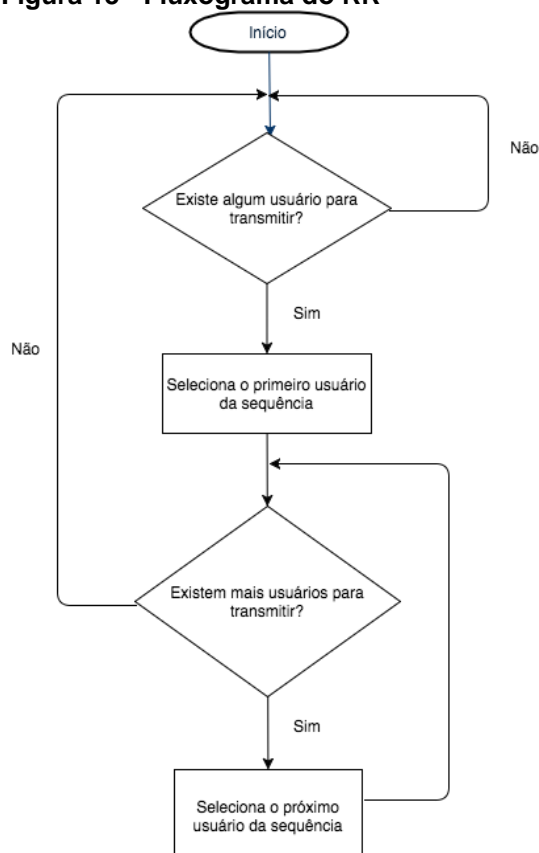 Figura - Fluxograma do RR
Início
Não
Existe algum usuário para
transmitir?
Sim
Não
Seleciona o primeiro usuário
da sequência
Existem mais usuários para
transmitir?
Sim
Seleciona o próximo
usuário da sequência